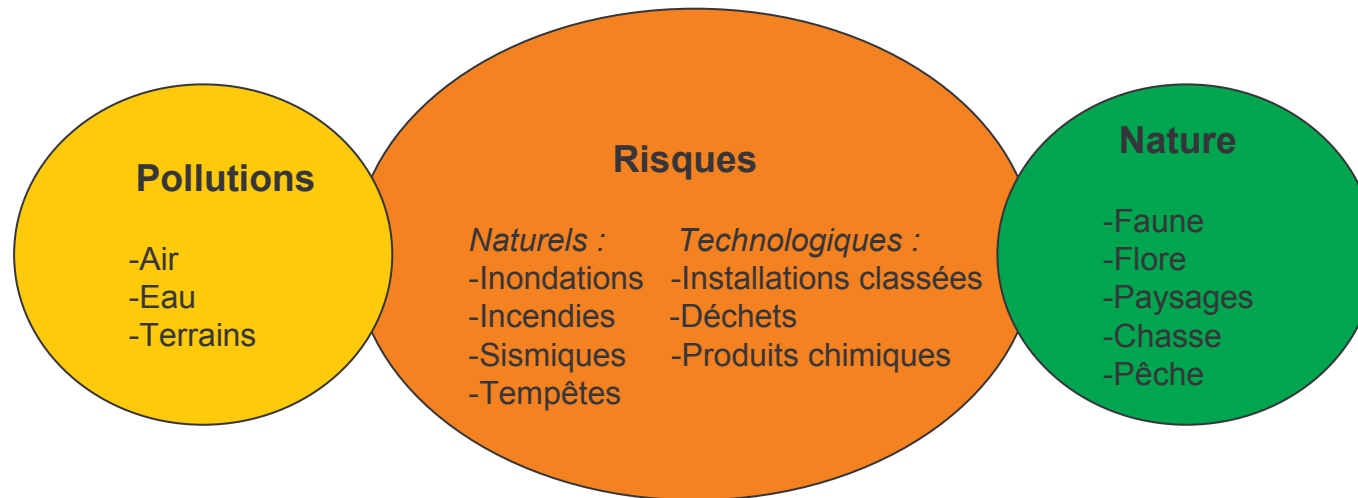 Pollutions
-Air
-Eau
-Terrains
Risques
Naturels :
-Inondations
-Incendies
-Sismiques
-Tempêtes
Technologiques :
-Installations classées
-Déchets
-Produits chimiques
Nature
-Faune
-Flore
-Paysages
-Chasse
-Pêche